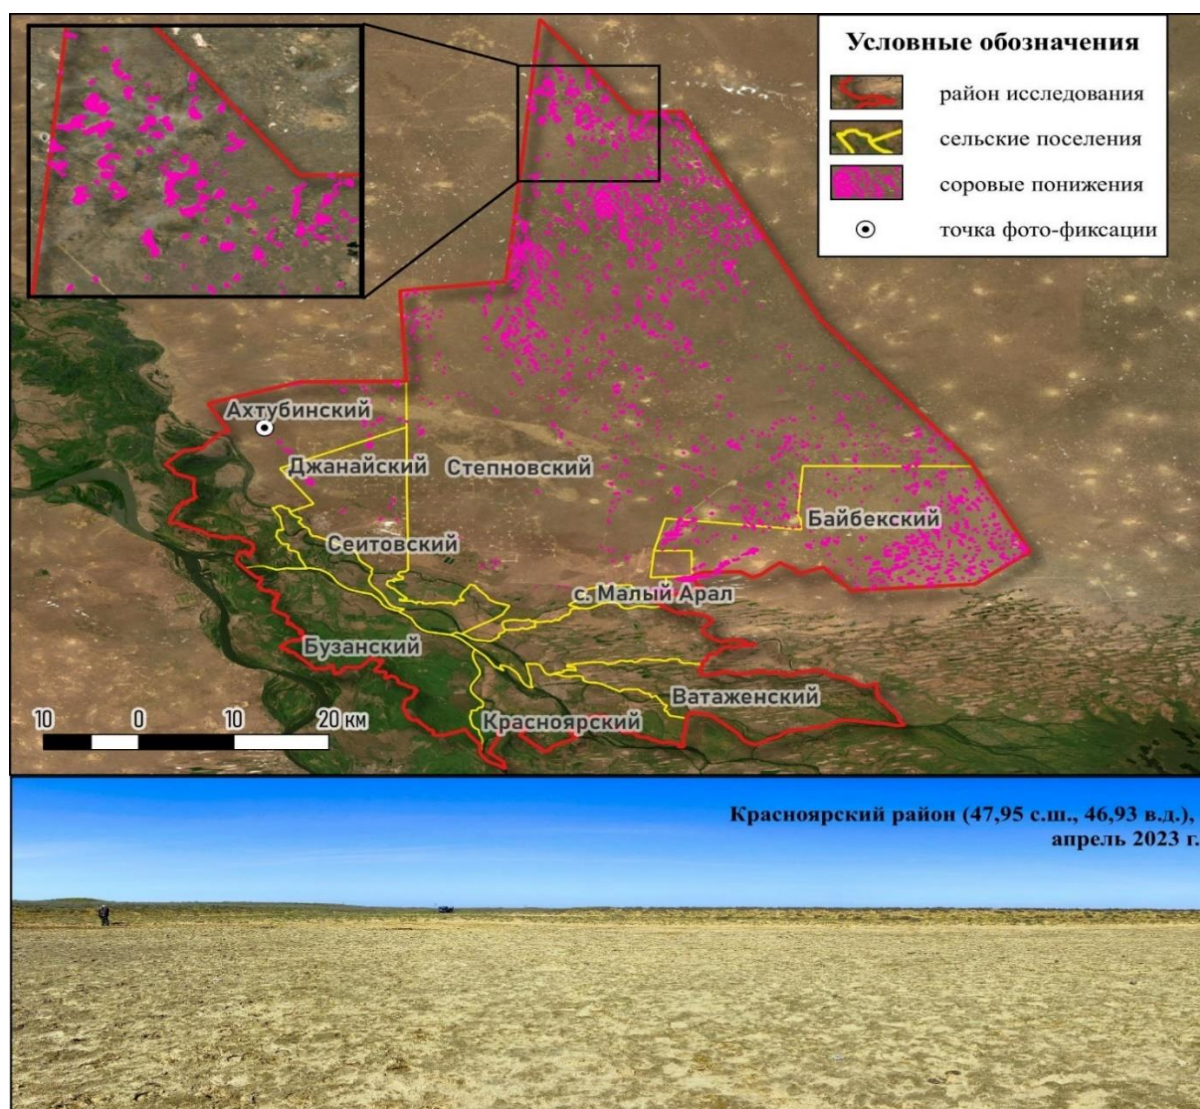 Условные обозначения
район исследования
сельские поселения
соровые понижения
точка фото-фиксации
Ахтубинский
Джанайский
Степновский
Байбекский
Сеитовский
с. Малый Арал
Бузанский
Ватаженский
Красноярский
10 0 10 20 км
Красноярский район (47,95 с.ш., 46,93 в.д.),
апрель 2023 г.